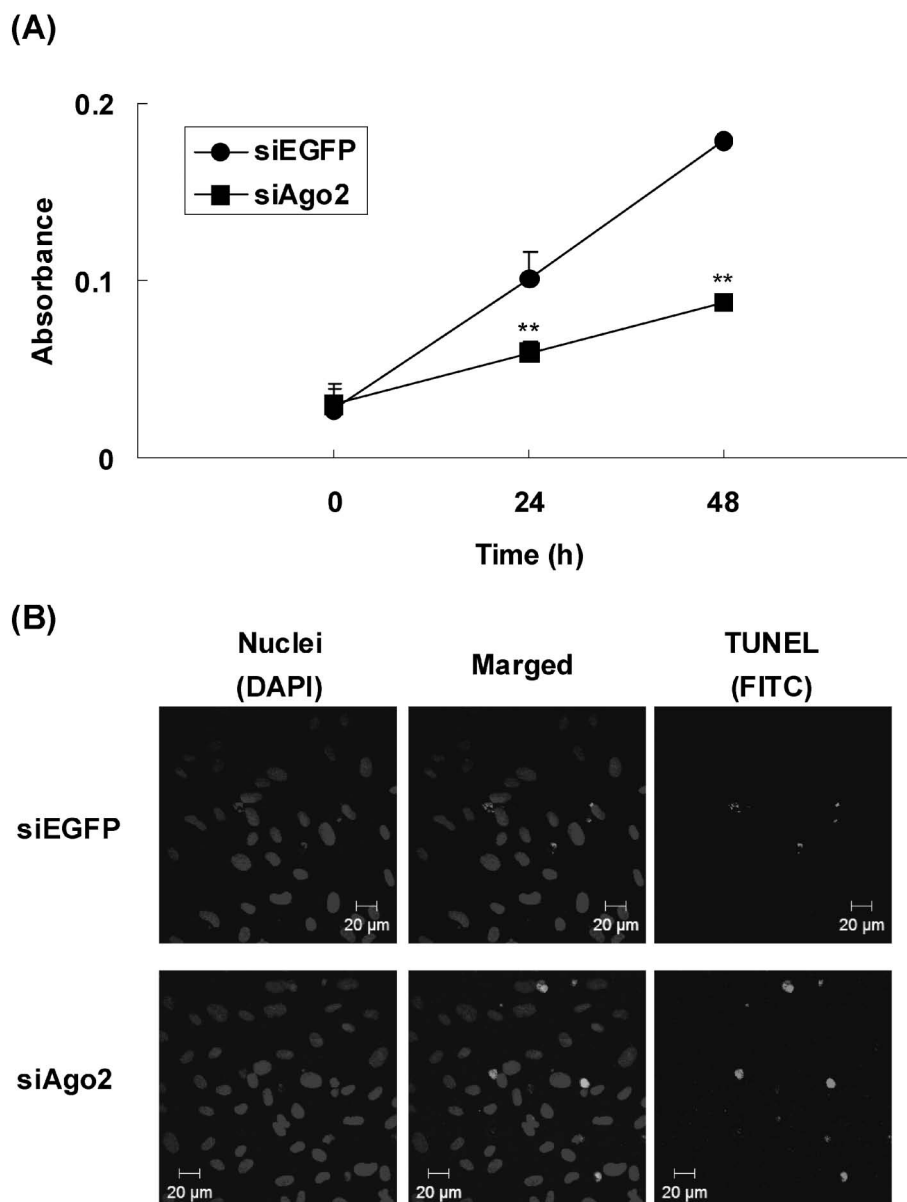 (A)
0.2
siEGFP
siAgo2
Absorbance
0.1
**
**
0
0
24
48
Time (h)
(B)
Nuclei
(DAPI)
Marged
TUNEL
(FITC)
siEGFP
20 µm
20 µm
20 µm
siAgo2
20 µm
20 µm
20 µm